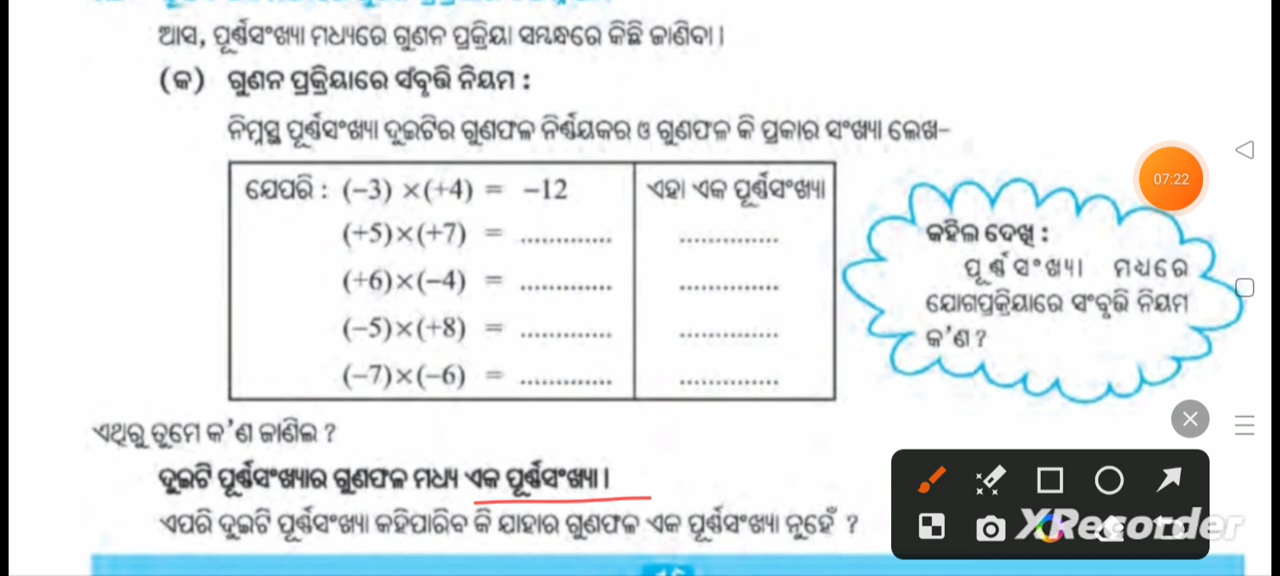 ଆସ, ପୂର୍ଣ୍ଣସଂଖ୍ୟା ମଧ୍ୟରେ ଗୁଣନ ପ୍ରକ୍ରିୟା ସମ୍ବନ୍ଧରେ କିଛି ଜାଣିବା।
(କ) ଗୁଣନ ପ୍ରକ୍ରିୟାରେ ସଂବୃତ୍ତି ନିୟମ :
ନିମ୍ନସ୍ଥ ପୂର୍ଣ୍ଣସଂଖ୍ୟା ଦୁଇଟିର ଗୁଣଫଳ ନିର୍ଣ୍ଣୟକର ଓ ଗୁଣଫଳ କି ପ୍ରକାର ସଂଖ୍ୟା ଲେଖ–
ଯେପରି : (–3) ×(+4) = –12 ଏହା ଏକ ପୂର୍ଣ୍ଣସଂଖ୍ୟା
(+5)×(+7) = ............. ..............
(+6)×(–4) = ............. ..............
(–5)×(+8) = ............. ..............
(–7)×(–6) = ............. ..............
07:22
କହିଲ ଦେଖି :
ପୂର୍ଣ୍ଣସଂଖ୍ୟା ମଧ୍ୟରେ
ଯୋଗପ୍ରକ୍ରିୟାରେ ସଂବୃତ୍ତି ନିୟମ
କ'ଣ ?
ଏଥିରୁ ତୁମେ କ'ଣ ଜାଣିଲ ?
ଦୁଇଟି ପୂର୍ଣ୍ଣସଂଖ୍ୟାର ଗୁଣଫଳ ମଧ୍ୟ ଏକ ପୂର୍ଣ୍ଣସଂଖ୍ୟା।
ଏପରି ଦୁଇଟି ପୂର୍ଣ୍ଣସଂଖ୍ୟା କହିପାରିବ କି ଯାହାର ଗୁଣଫଳ ଏକ ପୂର୍ଣ୍ଣସଂଖ୍ୟା ନୁହେଁ ?
XRecorder